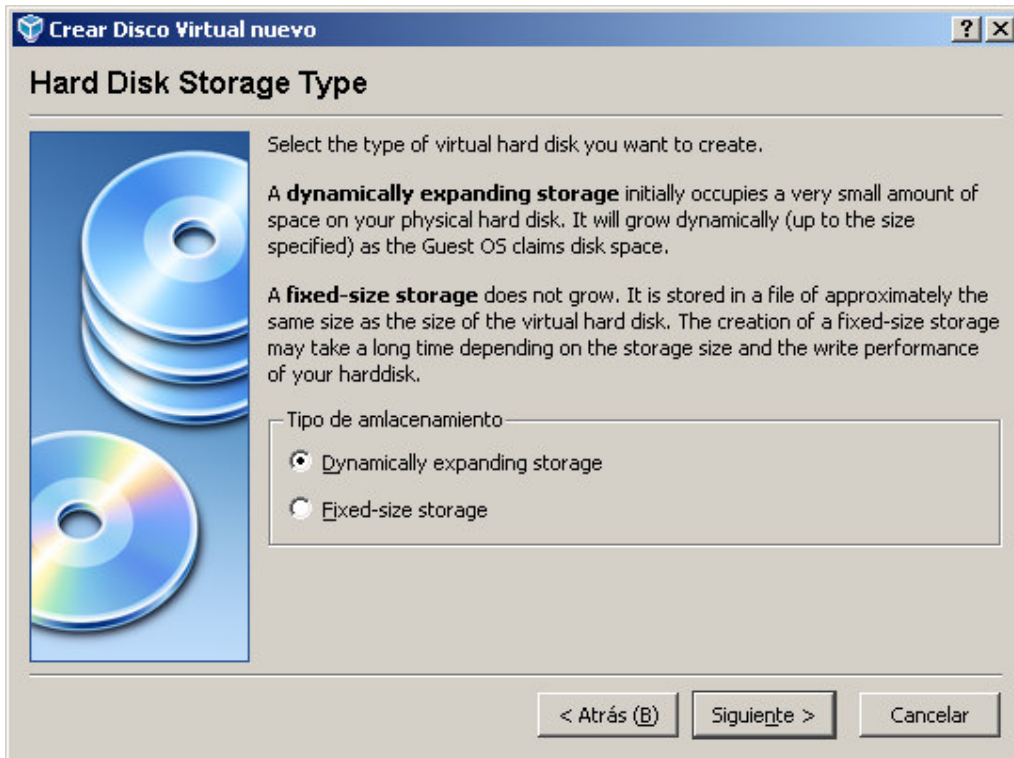 Crear Disco Virtual nuevo
Hard Disk Storage Type
Select the type of virtual hard disk you want to create.
A dynamically expanding storage initially occupies a very small amount of
space on your physical hard disk. It will grow dynamically (up to the size
specified) as the Guest OS claims disk space.
A fixed-size storage does not grow. It is stored in a file of approximately the
same size as the size of the virtual hard disk. The creation of a fixed-size storage
may take a long time depending on the storage size and the write performance
of your harddisk.
Tipo de amlacenamiento
Dynamically expanding storage
Fixed-size storage
< Atrás (B)
Siguiente >
Cancelar